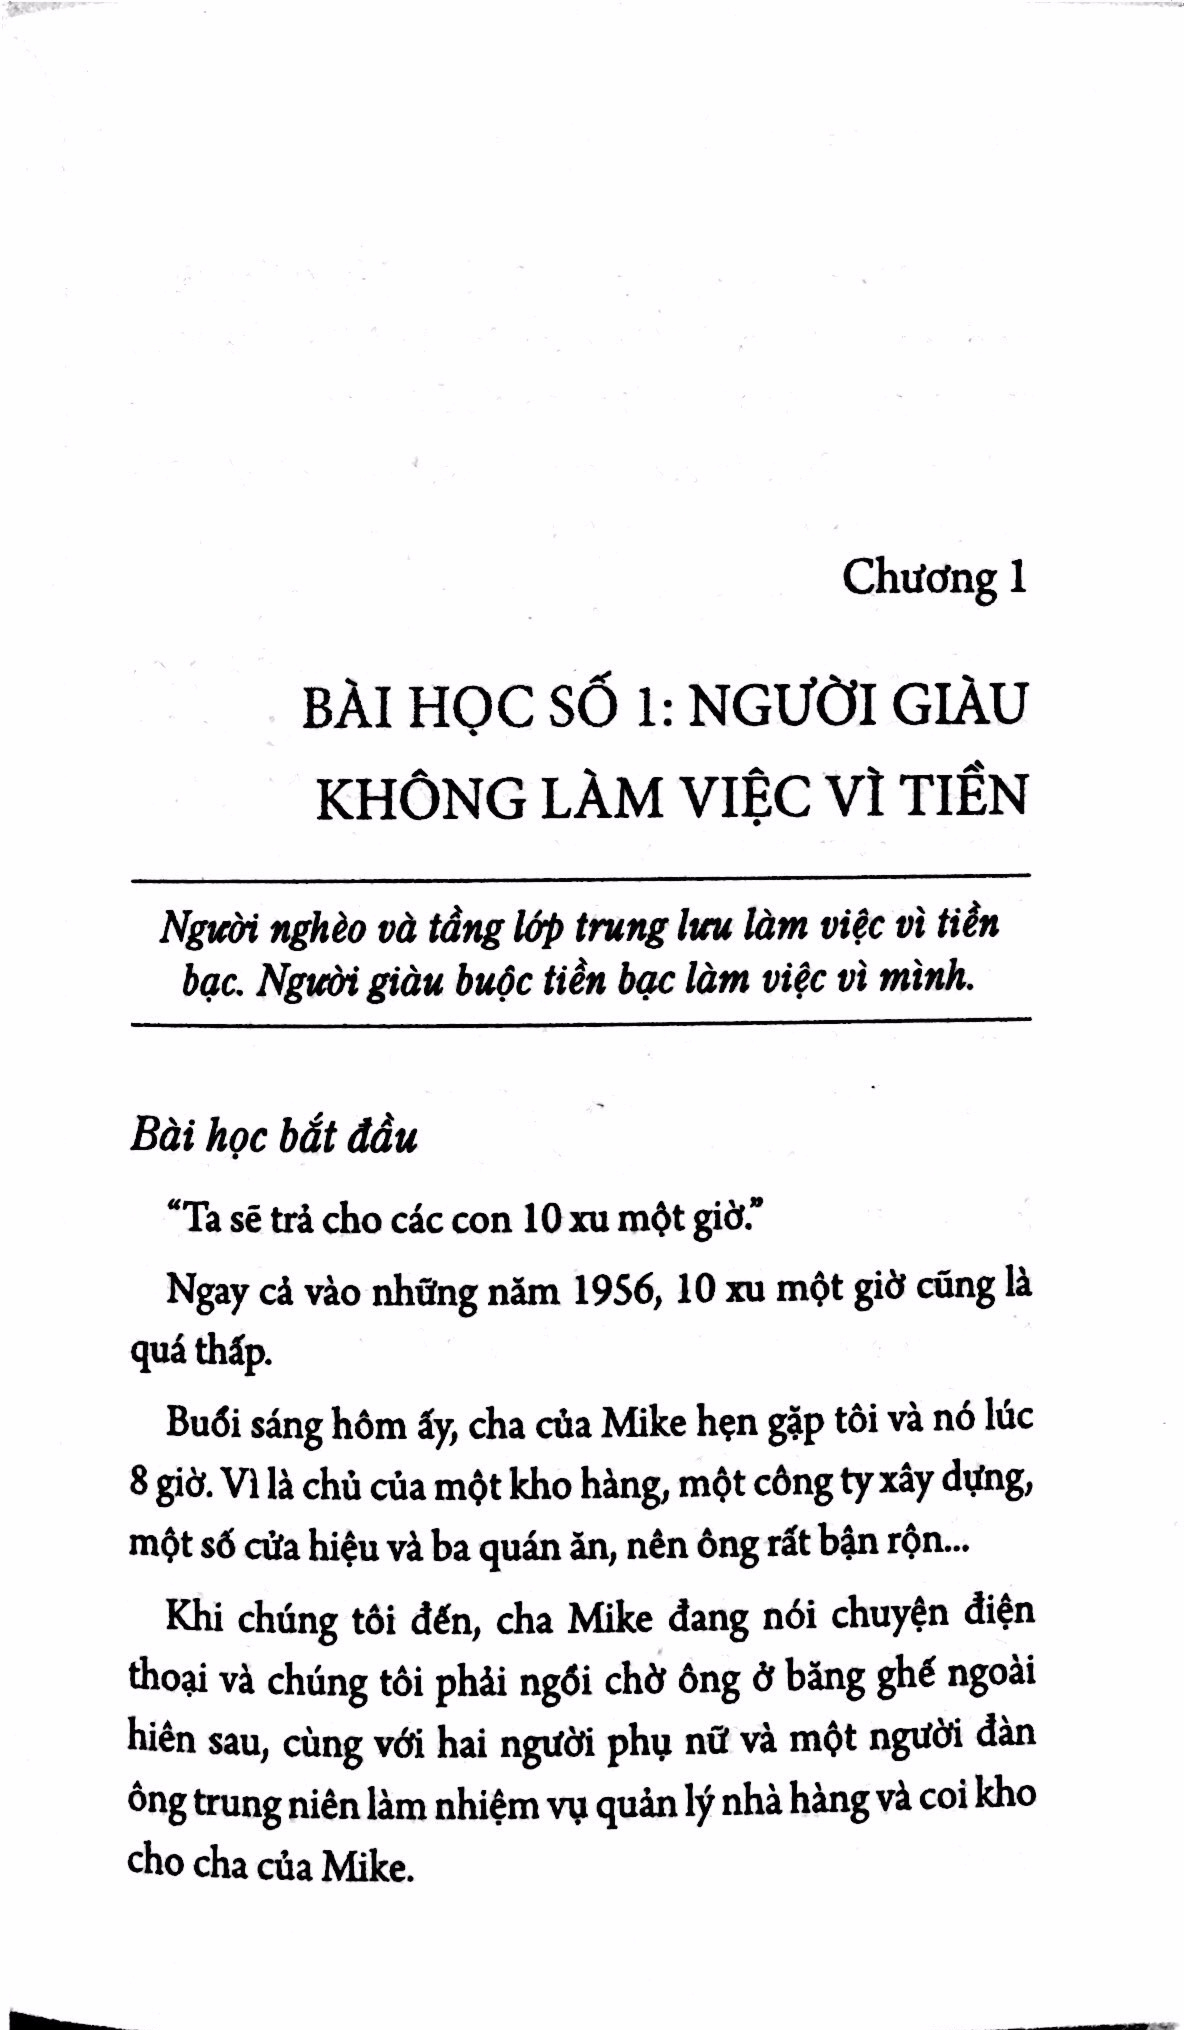 Chương 1
BÀI HỌC SỐ 1: NGƯỜI GIÀU
KHÔNG LÀM VIỆC VÌ TIỀN
Người nghèo và tầng lớp trung lưu làm việc vì tiền
bạc. Người giàu buộc tiền bạc làm việc vì mình.
Bài học bắt đầu
“Ta sẽ trả cho các con 10 xu một giờ.”
Ngay cả vào những năm 1956, 10 xu một giờ cũng là
quá thấp.
Buổi sáng hôm ấy, cha của Mike hẹn gặp tôi và nó lúc
8 giờ. Vì là chủ của một kho hàng, một công ty xây dựng,
một số cửa hiệu và ba quán ăn, nên ông rất bận rộn...
Khi chúng tôi đến, cha Mike đang nói chuyện điện
thoại và chúng tôi phải ngồi chờ ông ở băng ghế ngoài
hiên sau, cùng với hai người phụ nữ và một người đàn
ông trung niên làm nhiệm vụ quản lý nhà hàng và coi kho
cho cha của Mike.